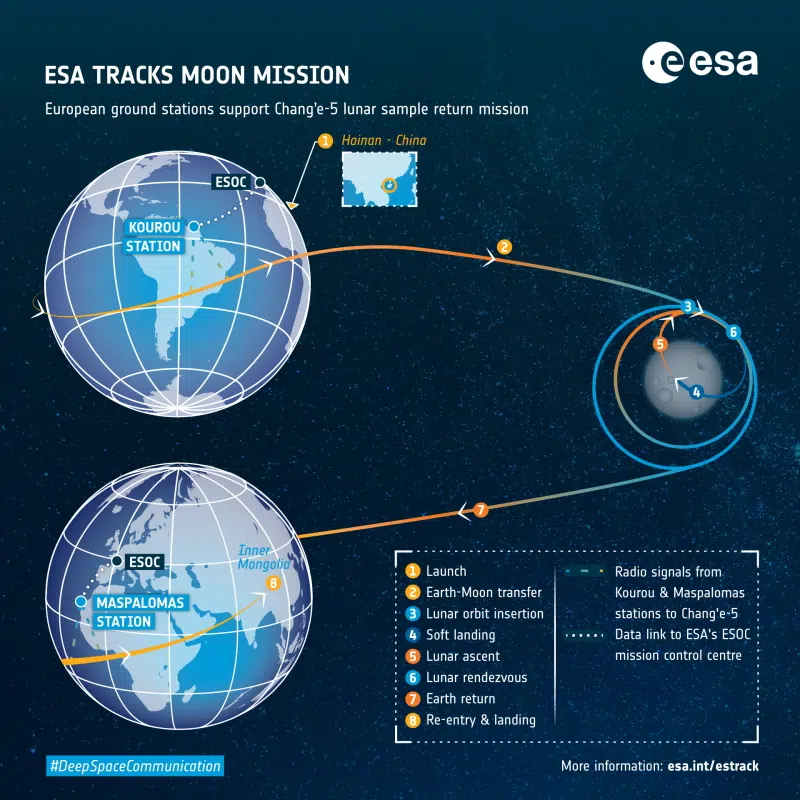 esa
ESA TRACKS MOON MISSION
European ground stations support Chang'e-5 lunar sample return mission
1 Hainan - China
ESOC
KOUROU
STATION
2
3
6
5
4
7
Inner
Mongolia
8
ESOC
MASPALOMAS
STATION
1 Launch
2 Earth-Moon transfer
3 Lunar orbit insertion
4 Soft landing
5 Lunar ascent
6 Lunar rendezvous
7 Earth return
8 Re-entry & landing
Radio signals from
Kourou & Maspalomas
stations to Chang'e-5
Data link to ESA's ESOC
mission control centre
#DeepSpaceCommunication
More information: esa.int/estrack